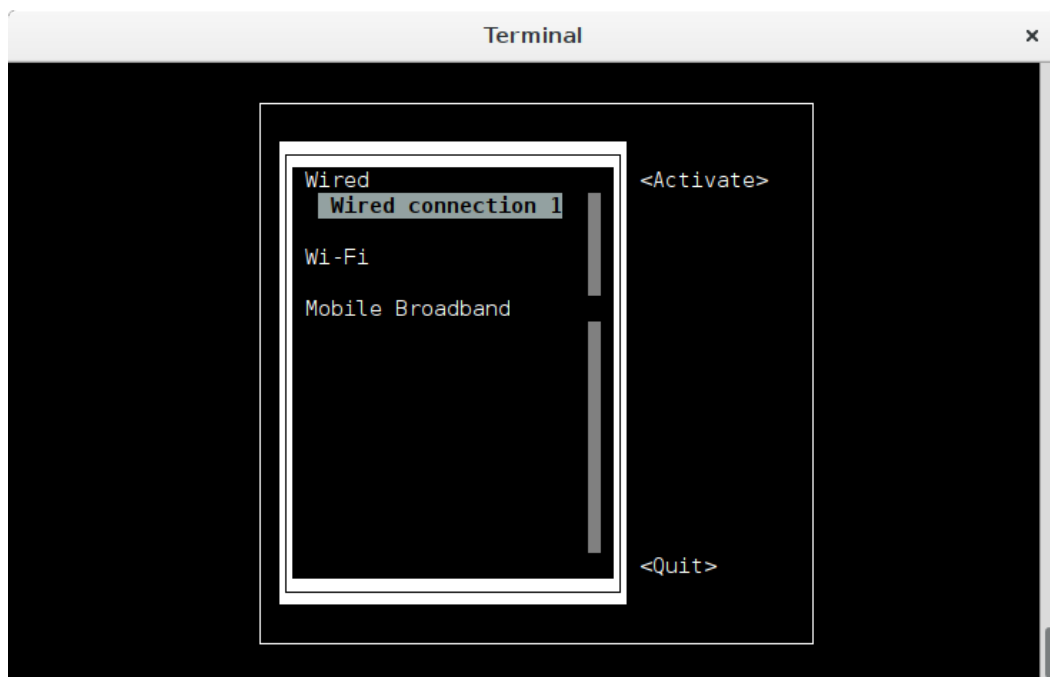 Terminal
Wired
Wired connection 1
Wi-Fi
Mobile Broadband
<Activate>
<Quit>